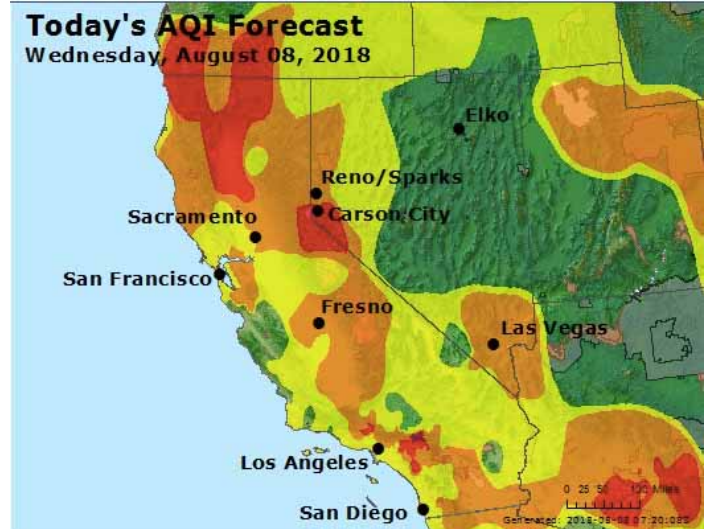 Today's AQI Forecast
Wednesday, August 08, 2018
Elko
Reno/Sparks
Carson City
Sacramento
San Francisco
Fresno
Las Vegas
Los Angeles
San Diego
0 25 50 100 Miles